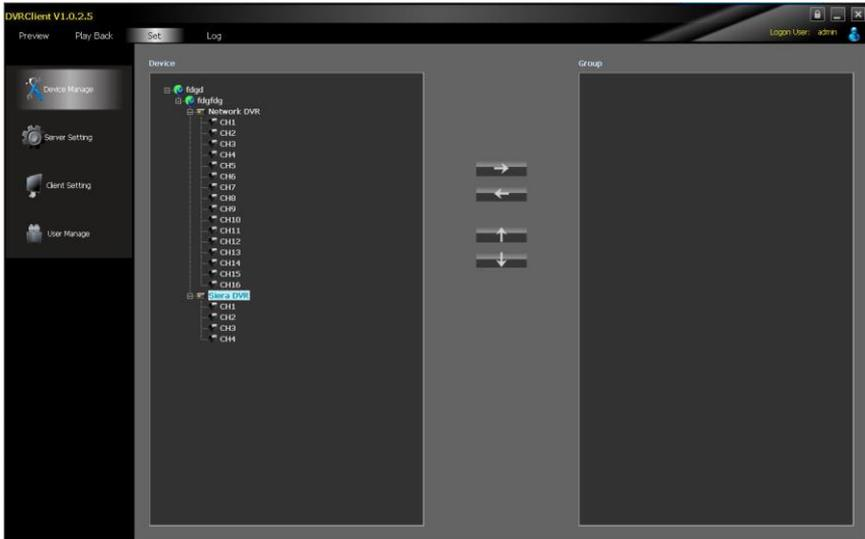 DVRClient V1.0.2.5
Preview Play Back Set Log
Logon User: admin
Device Manage
Server Setting
Client Setting
User Manage
Device
fdgd
fdgfdg
Network DVR
CH1
CH2
CH3
CH4
CH5
CH6
CH7
CH8
CH9
CH10
CH11
CH12
CH13
CH14
CH15
CH16
Siera DVR
CH1
CH2
CH3
CH4
Group